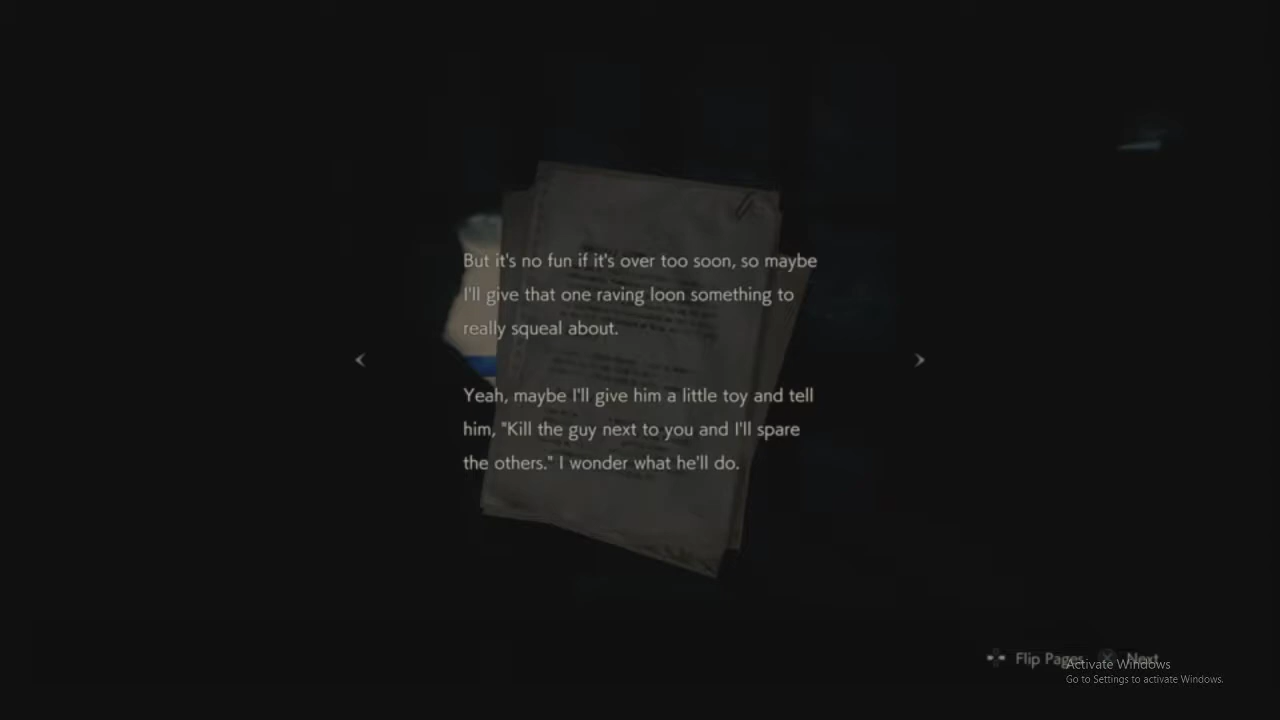 But it's no fun if it's over too soon, so maybe
I'll give that one raving loon something to
really squeal about.
Yeah, maybe I'll give him a little toy and tell
him, "Kill the guy next to you and I'll spare
the others." I wonder what he'll do.
Flip Pages Next
Activate Windows
Go to Settings to activate Windows.